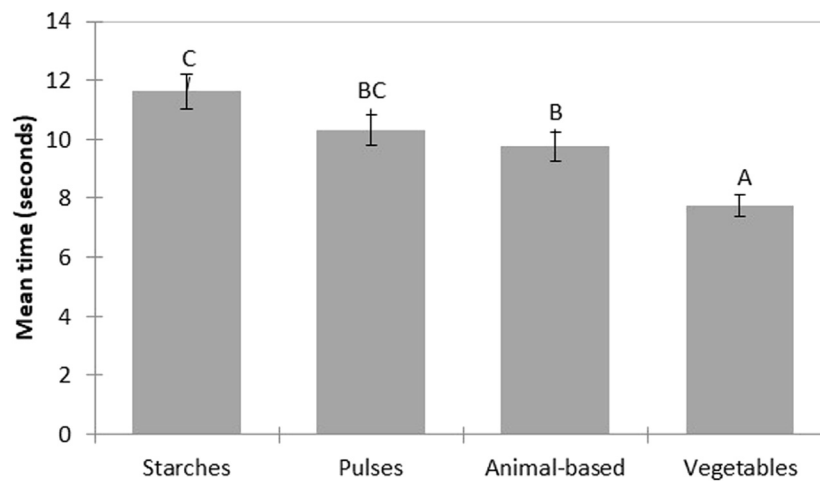 Mean time (seconds)
14
12
10
8
6
4
2
0
C
BC
B
A
Starches
Pulses
Animal-based
Vegetables